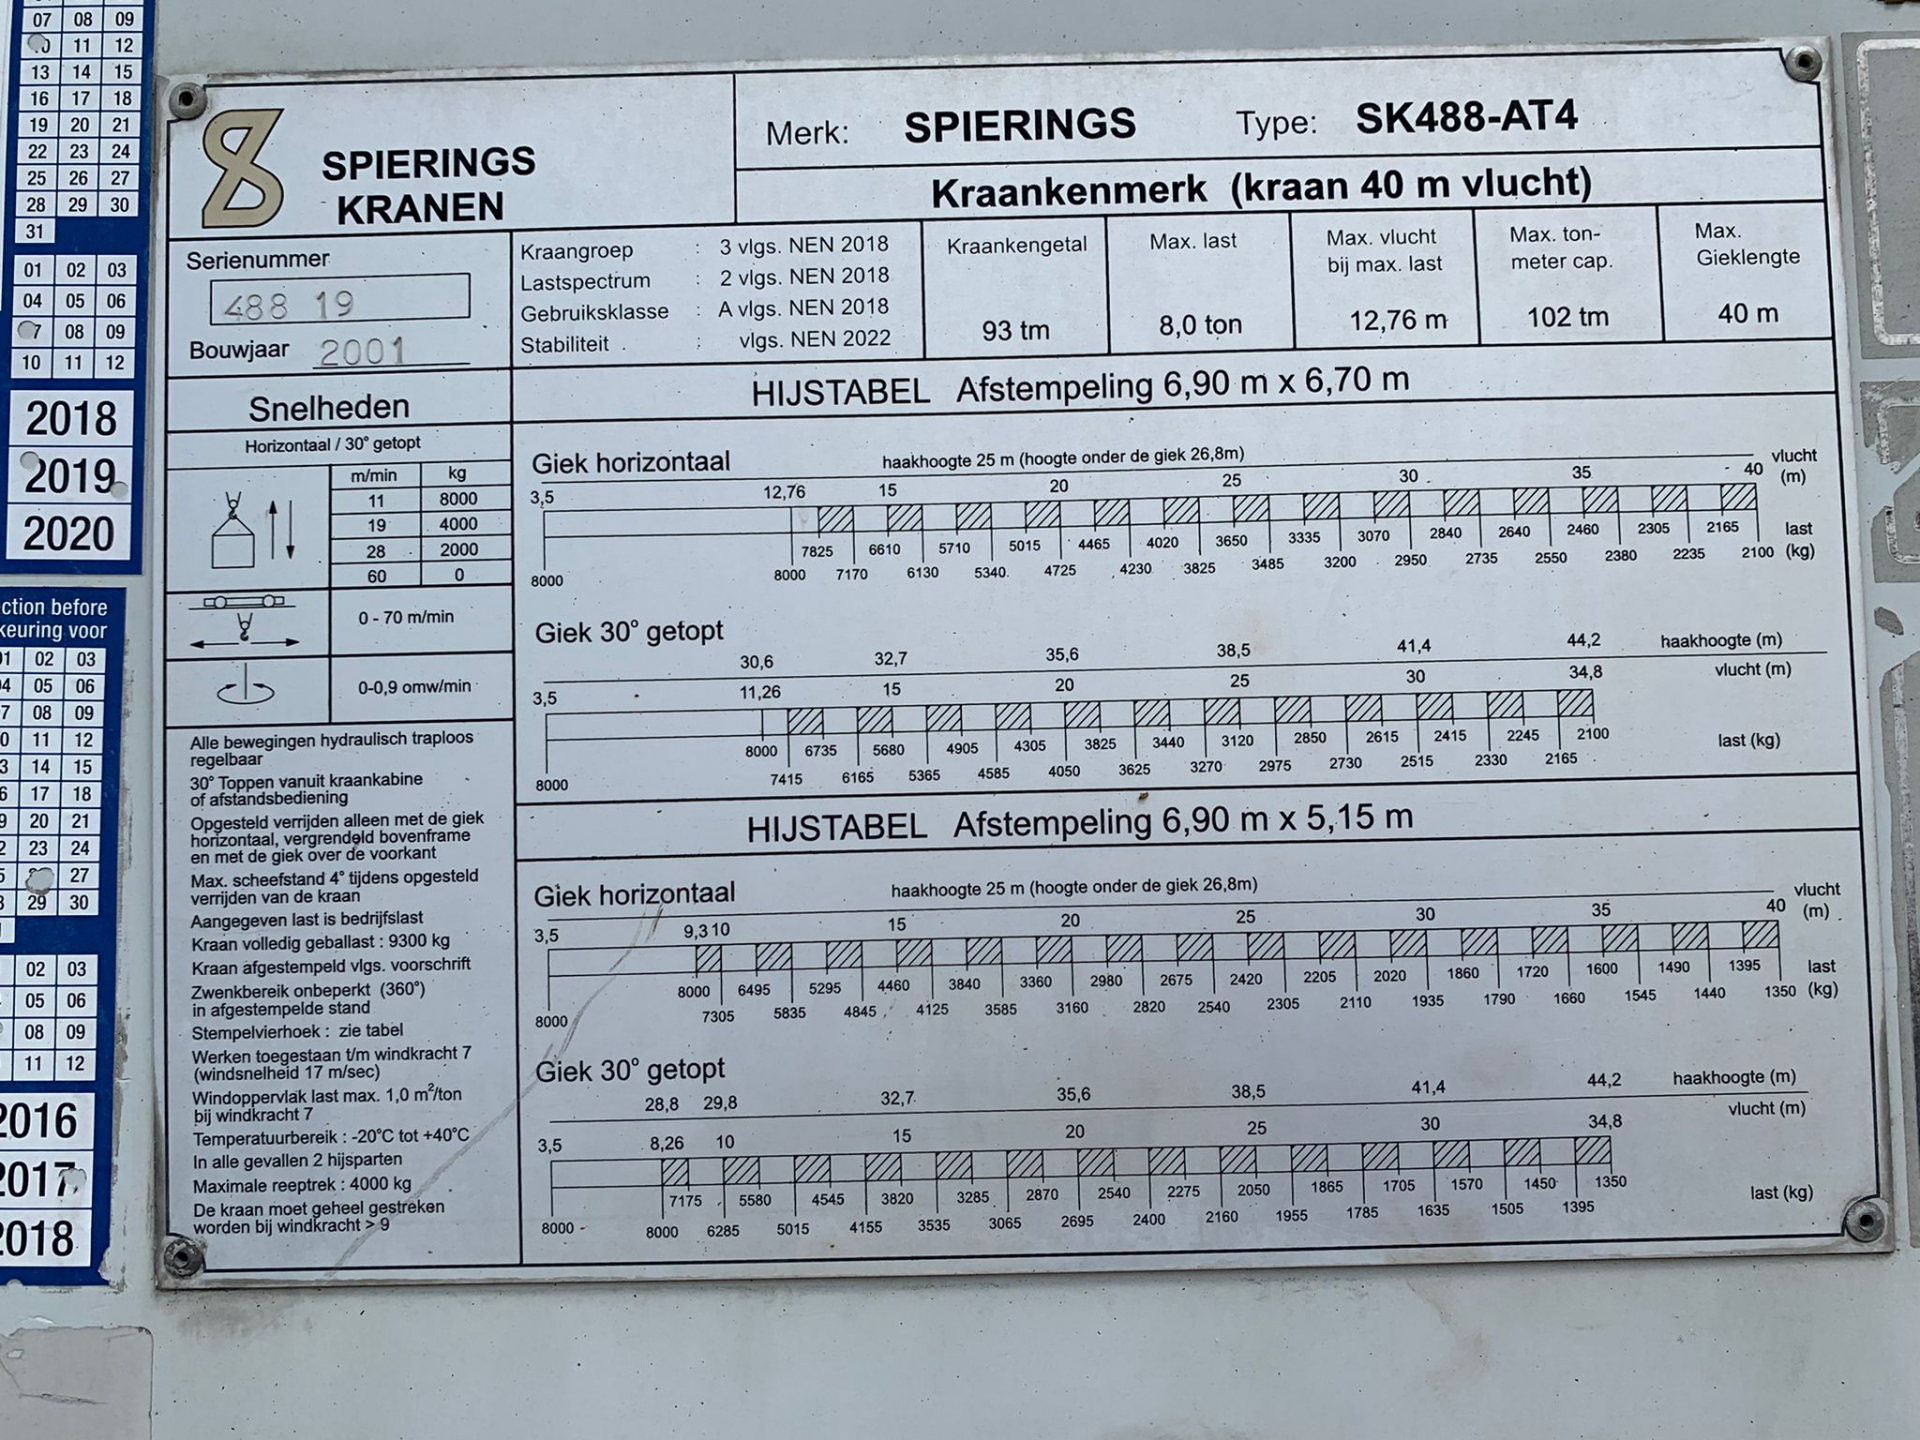 07 08 09
11 12
13 14 15
16 17 18
19 20 21
22 23 24
25 26 27
28 29 30
31
01 02 03
04 05 06
08 09
10 11 12
2018
2019
2020
ction before
keuring voor
01 02 03
04 05 06
07 08 09
10 11 12
13 14 15
16 17 18
19 20 21
22 23 24
27
28 29 30
02 03
05 06
08 09
11 12
2016
2017
2018
SPIERINGS
KRANEN
Merk: SPIERINGS Type: SK488-AT4
Kraankenmerk (kraan 40 m vlucht)
Serienummer
488 19
Bouwjaar 2001
Kraangroep : 3 vlgs. NEN 2018
Lastspectrum : 2 vlgs. NEN 2018
Gebruiksklasse : A vlgs. NEN 2018
Stabiliteit : vlgs. NEN 2022
Kraankengetal
93 tm
Max. last
8,0 ton
Max. vlucht
bij max. last
12,76 m
Max. ton-
meter cap.
102 tm
Max.
Gieklengte
40 m
Snelheden
Horizontaal / 30° getopt
m/min kg
11 8000
19 4000
28 2000
60 0
0 - 70 m/min
0-0,9 omw/min
Alle bewegingen hydraulisch traploos
regelbaar
30° Toppen vanuit kraankabine
of afstandsbediening
Opgesteld verrijden alleen met de giek
horizontaal, vergrendeld bovenframe
en met de giek over de voorkant
Max. scheefstand 4° tijdens opgesteld
verrijden van de kraan
Aangegeven last is bedrijfslast
Kraan volledig geballast : 9300 kg
Kraan afgestempeld vlgs. voorschrift
Zwenkbereik onbeperkt (360°)
in afgestempelde stand
Stempelvierhoek : zie tabel
Werken toegestaan t/m windkracht 7
(windsnelheid 17 m/sec)
Windoppervlak last max. 1,0 m²/ton
bij windkracht 7
Temperatuurbereik : -20°C tot +40°C
In alle gevallen 2 hijsparten
Maximale reeptrek : 4000 kg
De kraan moet geheel gestreken
worden bij windkracht > 9
HIJSTABEL Afstempeling 6,90 m x 6,70 m
Giek horizontaal haakhoogte 25 m (hoogte onder de giek 26,8m)
3,5 12,76 15 20 25 30 35 40 vlucht (m)
7825 6610 5710 5015 4465 4020 3650 3335 3070 2840 2640 2460 2305 2165 last
8000 8000 7170 6130 5340 4725 4230 3825 3485 3200 2950 2735 2550 2380 2235 2100 (kg)
Giek 30° getopt
30,6 32,7 35,6 38,5 41,4 44,2 haakhoogte (m)
3,5 11,26 15 20 25 30 34,8 vlucht (m)
8000 6735 5680 4905 4305 3825 3440 3120 2850 2615 2415 2245 2100 last (kg)
8000 7415 6165 5365 4585 4050 3625 3270 2975 2730 2515 2330 2165
HIJSTABEL Afstempeling 6,90 m x 5,15 m
Giek horizontaal haakhoogte 25 m (hoogte onder de giek 26,8m)
3,5 9,3 10 15 20 25 30 35 40 vlucht (m)
8000 6495 5295 4460 3840 3360 2980 2675 2420 2205 2020 1860 1720 1600 1490 1395 last
8000 7305 5835 4845 4125 3585 3160 2820 2540 2305 2110 1935 1790 1660 1545 1440 1350 (kg)
Giek 30° getopt
28,8 29,8 32,7 35,6 38,5 41,4 44,2 haakhoogte (m)
3,5 8,26 10 15 20 25 30 34,8 vlucht (m)
7175 5580 4545 3820 3285 2870 2540 2275 2050 1865 1705 1570 1450 1350 last (kg)
8000 8000 6285 5015 4155 3535 3065 2695 2400 2160 1955 1785 1635 1505 1395